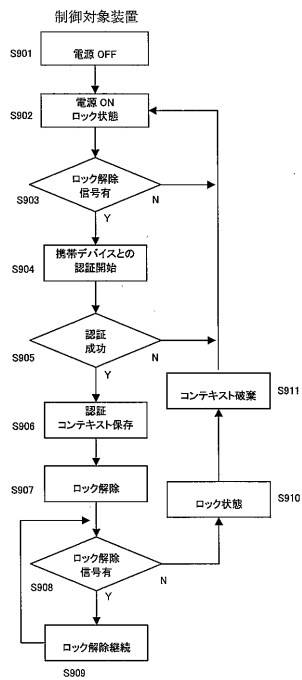 制御対象装置
S901
電源 OFF
S902
電源 ON
ロック状態
S903
ロック解除
信号有
N
Y
S904
携帯デバイスとの
認証開始
S905
認証
成功
N
Y
S906
認証
コンテキスト保存
S911
コンテキスト破棄
S907
ロック解除
S910
ロック状態
S908
ロック解除
信号有
N
Y
ロック解除継続
S909